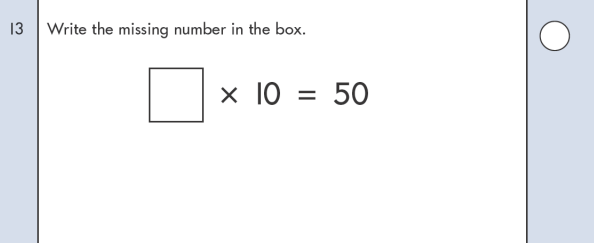 13 Write the missing number in the box.
× 10 = 50